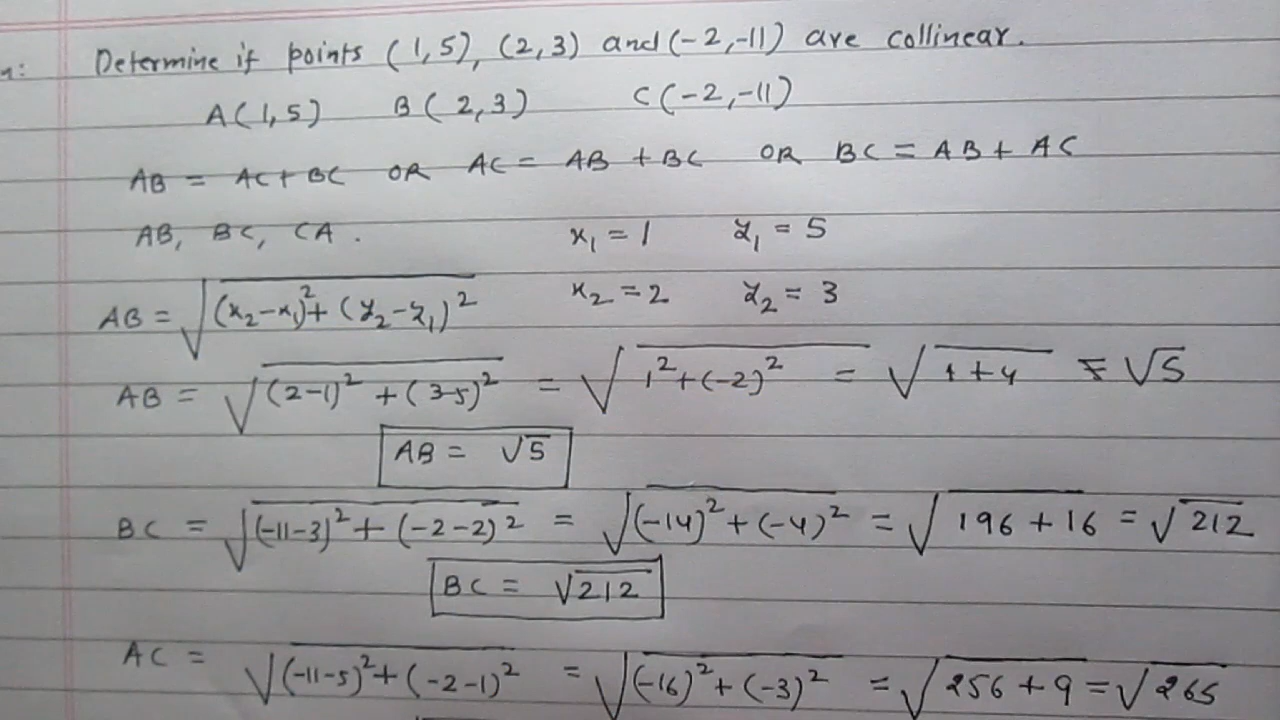 Determine if points (1,5), (2,3) and (-2,-11) are collinear.
A(1,5) B(2,3) C(-2,-11)
AB = AC+BC OR AC = AB + BC OR BC = AB + AC
AB, BC, CA. x₁ = 1 y₁ = 5
AB = √(x₂-x₁)²+(y₂-y₁)² x₂ = 2 y₂ = 3
AB = √(2-1)²+(3-5)² = √1²+(-2)² = √1+4 = √5
AB = √5
BC = √(-11-3)²+(-2-2)² = √(-14)²+(-4)² = √196+16 = √212
BC = √212
AC = √(-11-5)²+(-2-1)² = √(-16)²+(-3)² = √256+9 = √265